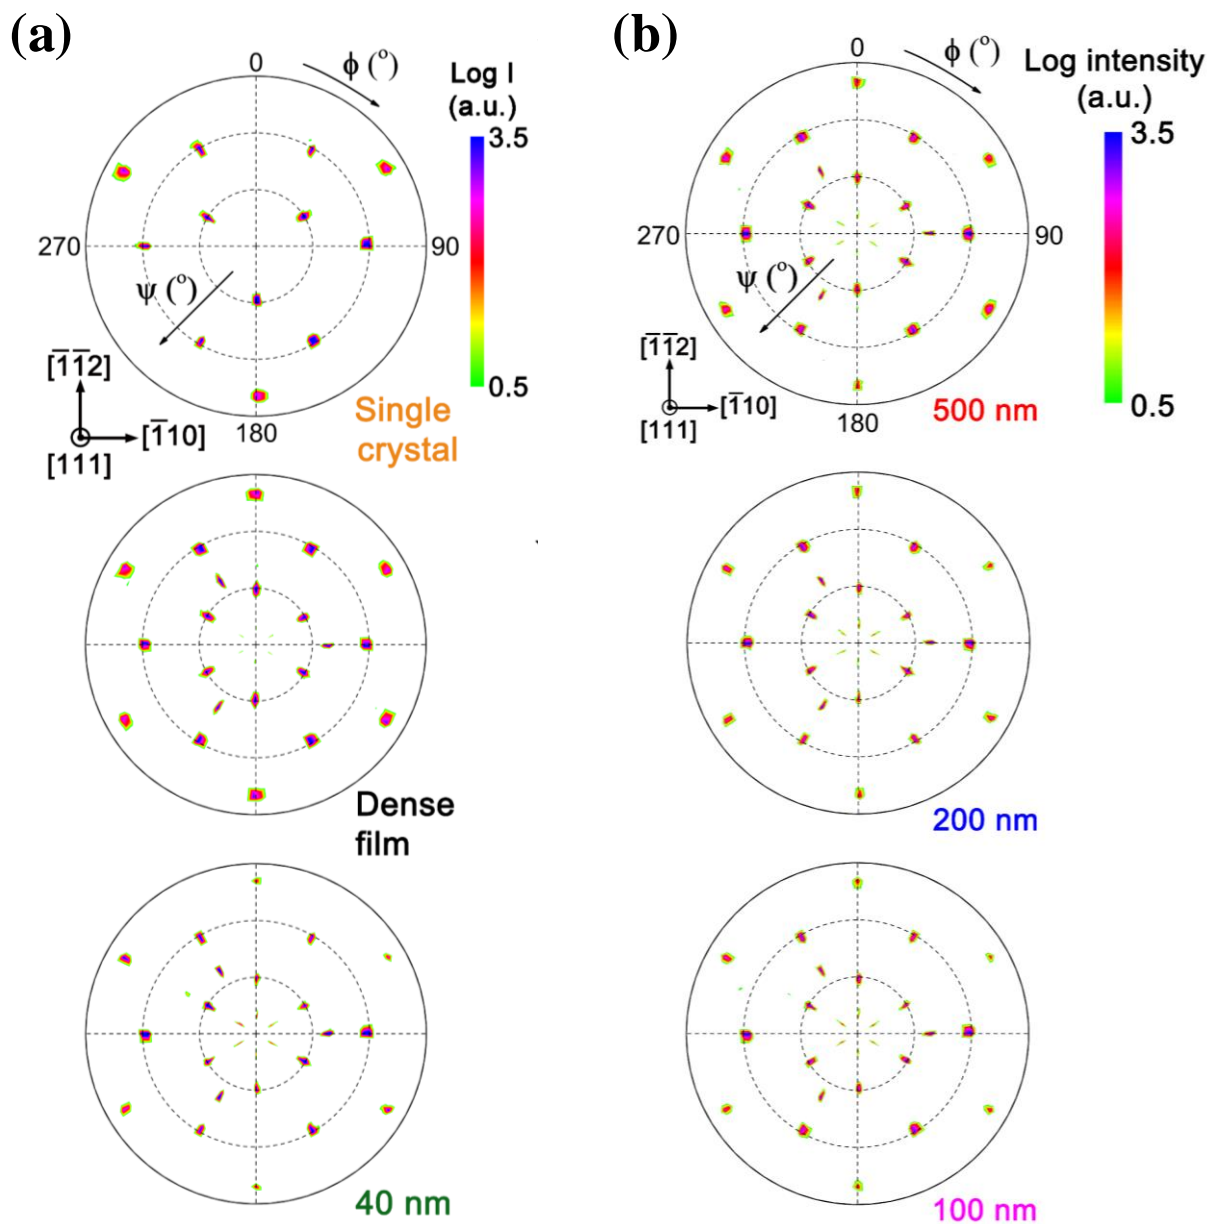 (a)
0
ϕ (º)
Log I
(a.u.)
3.5
270
90
ψ (º)
0.5
[1̅1̅2]
[1̅10]
[111]
180
Single
crystal
Dense
film
40 nm
(b)
0
ϕ (º)
Log intensity
(a.u.)
3.5
270
90
ψ (º)
0.5
[1̅1̅2]
[1̅10]
[111]
180
500 nm
200 nm
100 nm